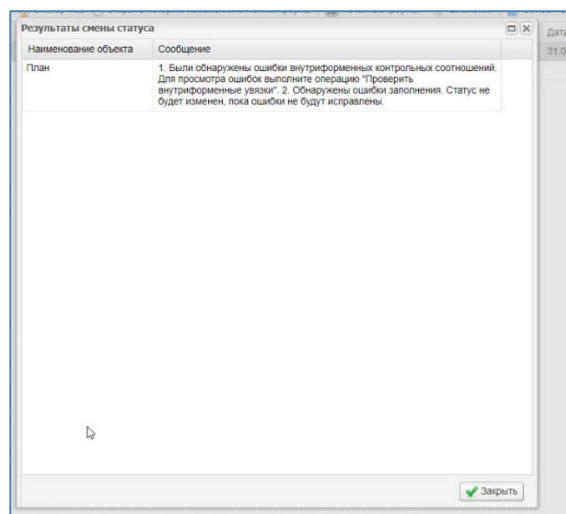 Результаты смены статуса
Дата
Наименование объекта Сообщение
31.0
План 1. Были обнаружены ошибки внутриформенных контрольных соотношений.
Для просмотра ошибок выполните операцию "Проверить
внутриформенные увязки". 2. Обнаружены ошибки заполнения. Статус не
будет изменен, пока ошибки не будут исправлены.
Закрыть